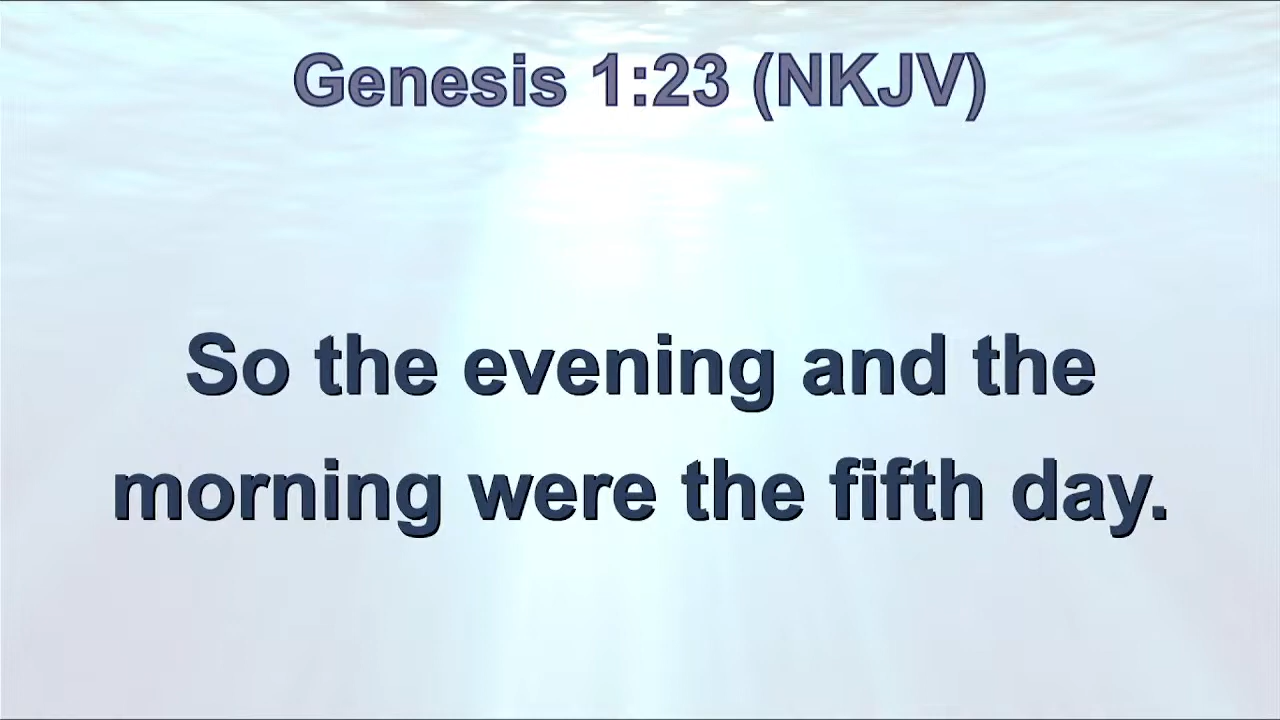 Genesis 1:23 (NKJV)
So the evening and the
morning were the fifth day.